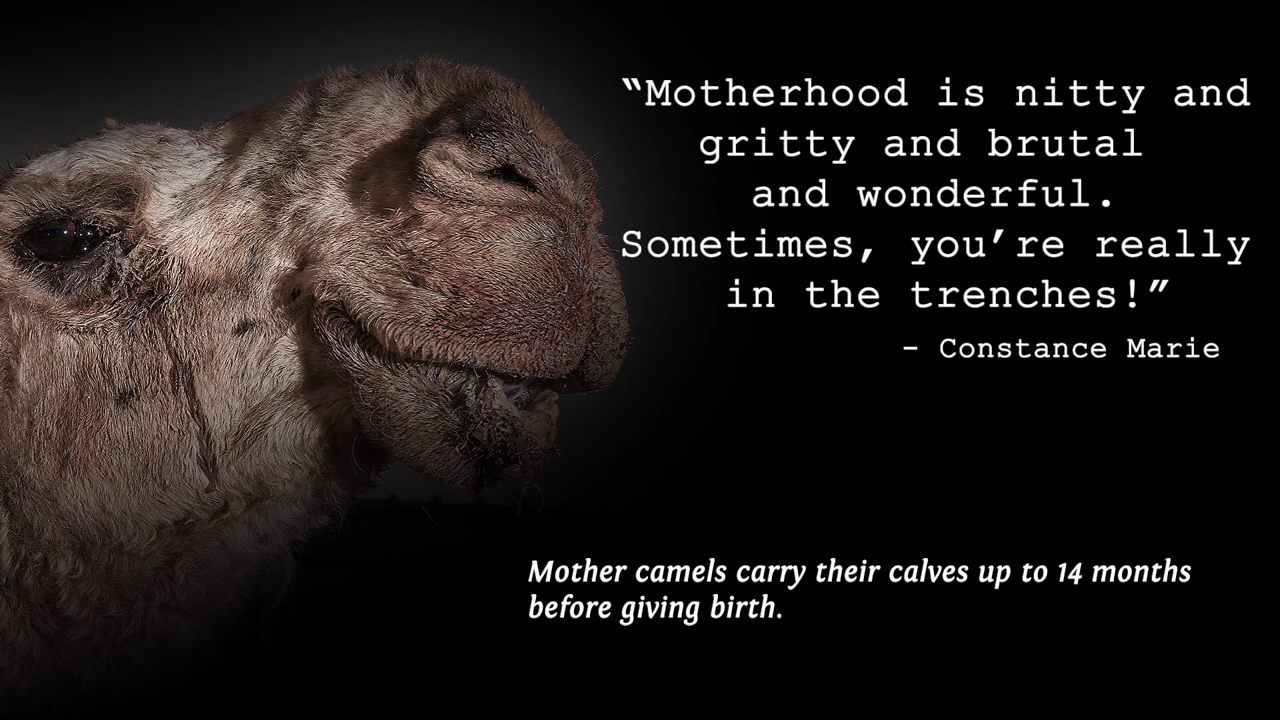 “Motherhood is nitty and
gritty and brutal
and wonderful.
Sometimes, you’re really
in the trenches!”
– Constance Marie
Mother camels carry their calves up to 14 months
before giving birth.